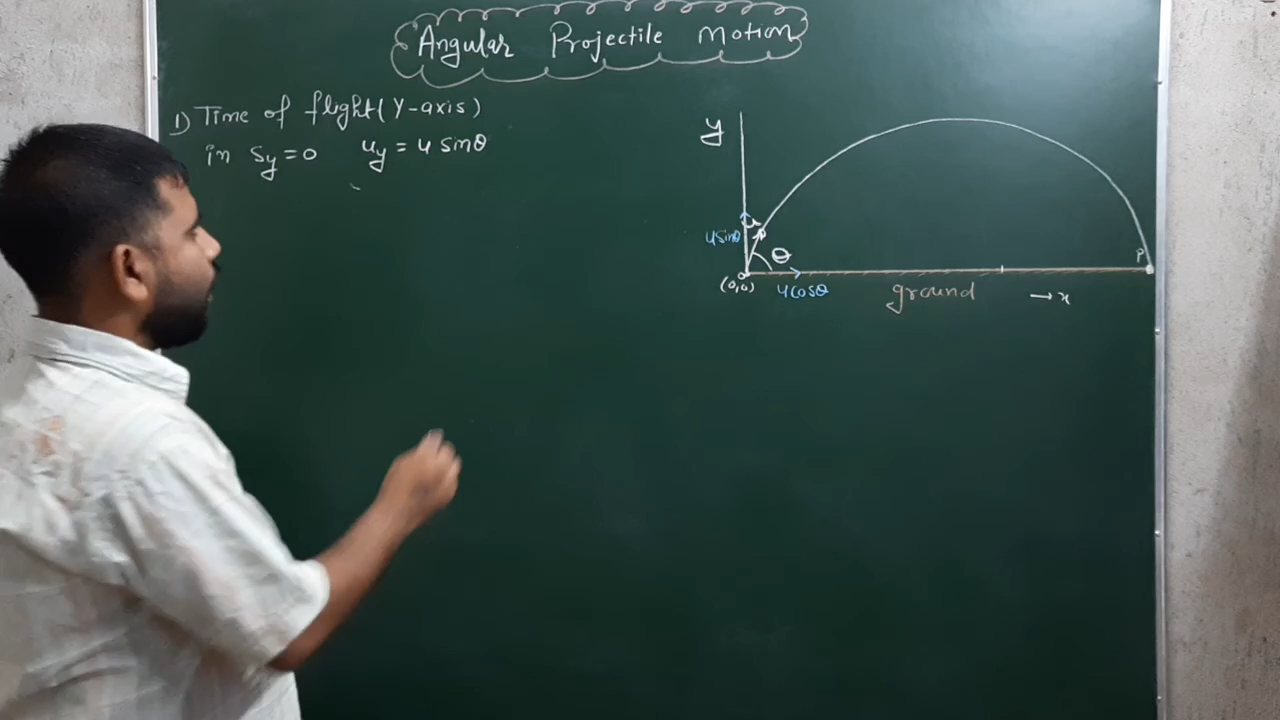 Angular Projectile Motion
1) Time of flight (Y-axis)
in Sy = 0 uy = u sinθ
y
u
u sinθ
θ
P
(0,0)
u cosθ
ground
→ x